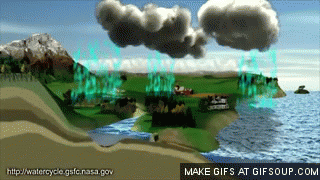 http://watercycle.gsfc.nasa.gov
MAKE GIFS AT GIFSOUP.COM